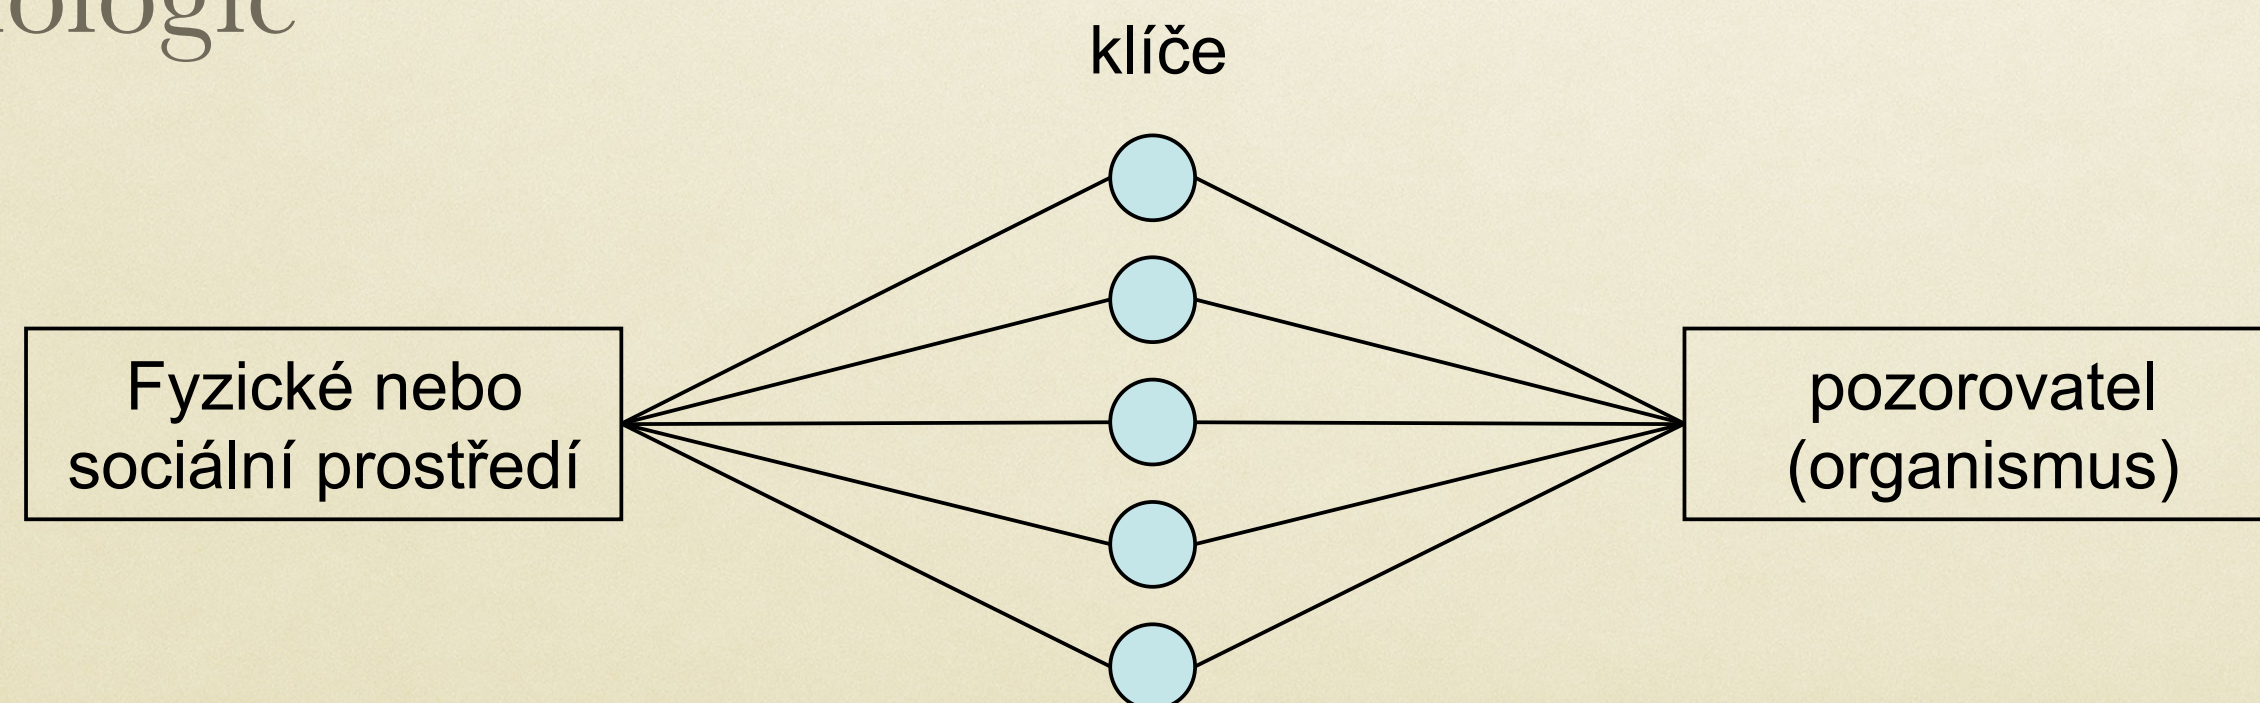 klíče
Fyzické nebo
sociální prostředí
pozorovatel
(organismus)